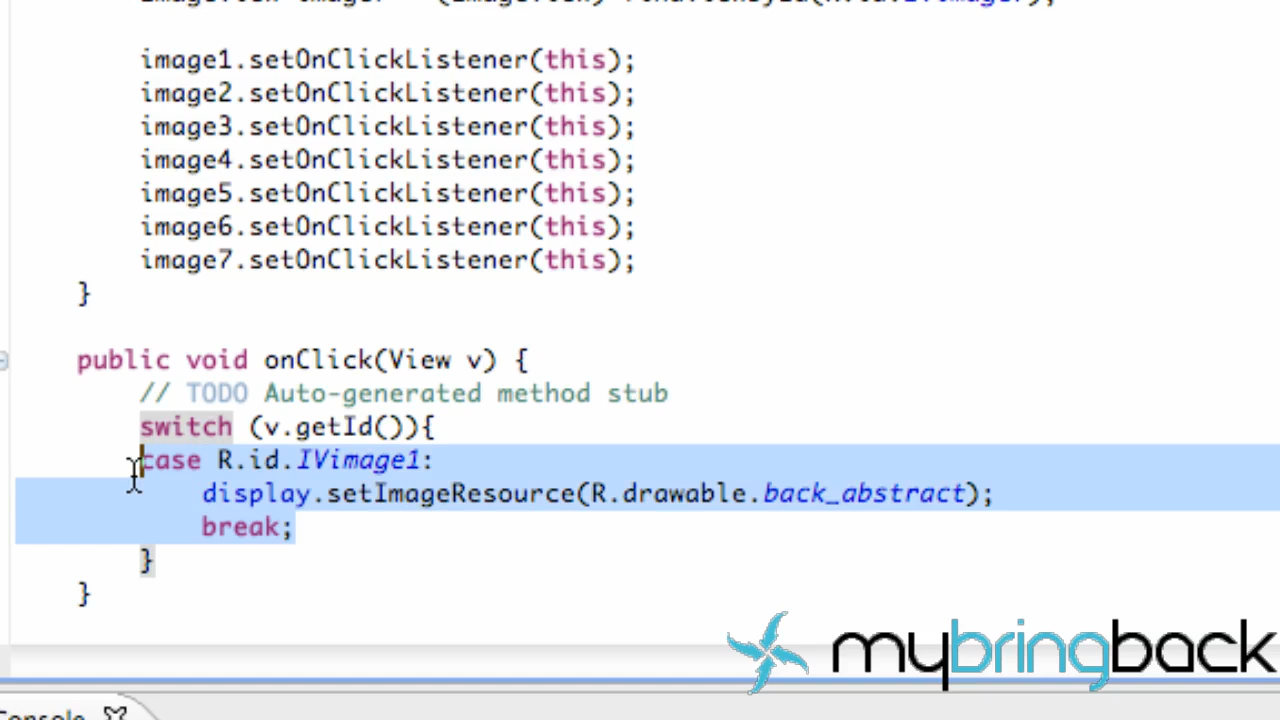 image1.setOnClickListener(this);
image2.setOnClickListener(this);
image3.setOnClickListener(this);
image4.setOnClickListener(this);
image5.setOnClickListener(this);
image6.setOnClickListener(this);
image7.setOnClickListener(this);
}
public void onClick(View v) {
// TODO Auto-generated method stub
switch (v.getId()){
case R.id.IVimage1:
display.setImageResource(R.drawable.back_abstract);
break;
}
}
mybringback
Console